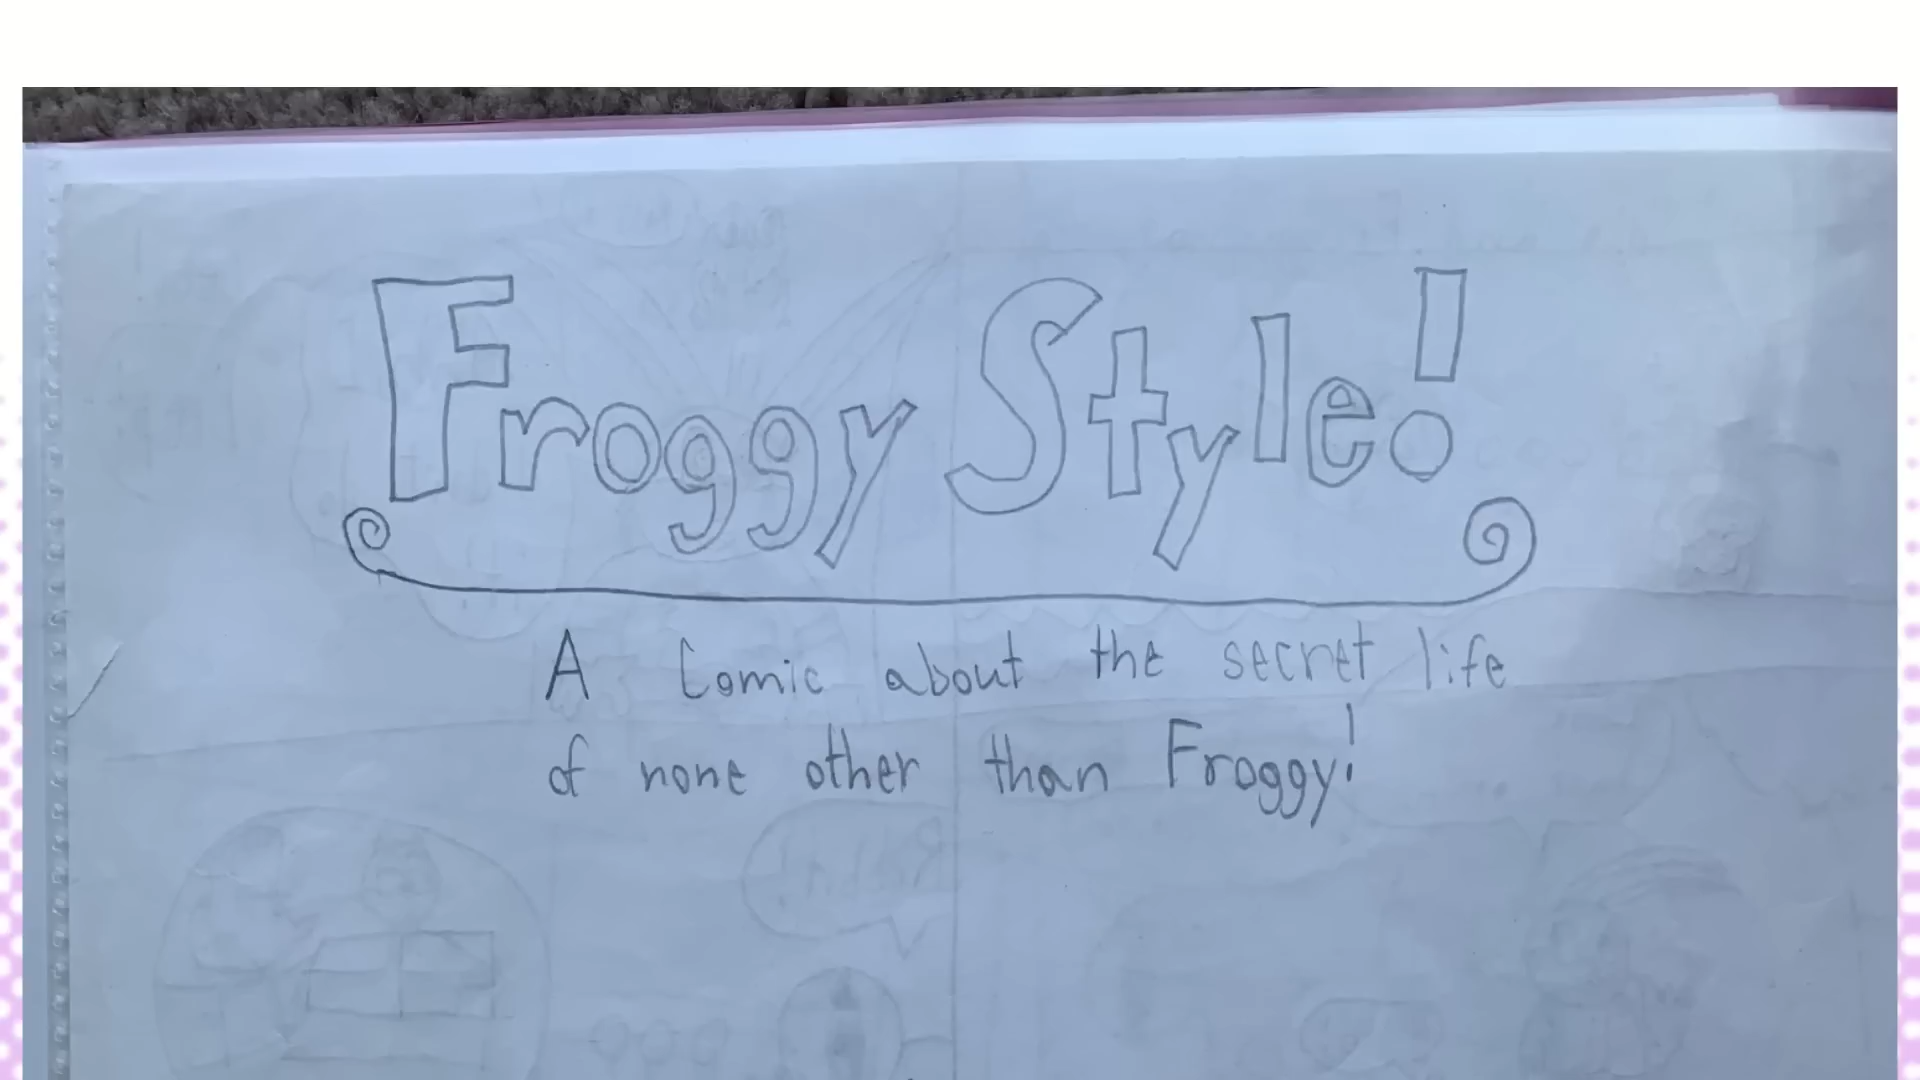 Froggy Style!
A Comic about the secret life
of none other than Froggy!